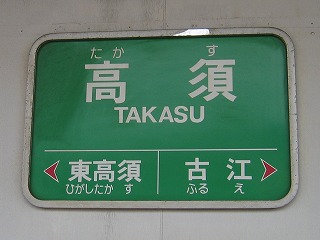 たか す
高 須
TAKASU
東高須 古江
ひがしたか す ふる え